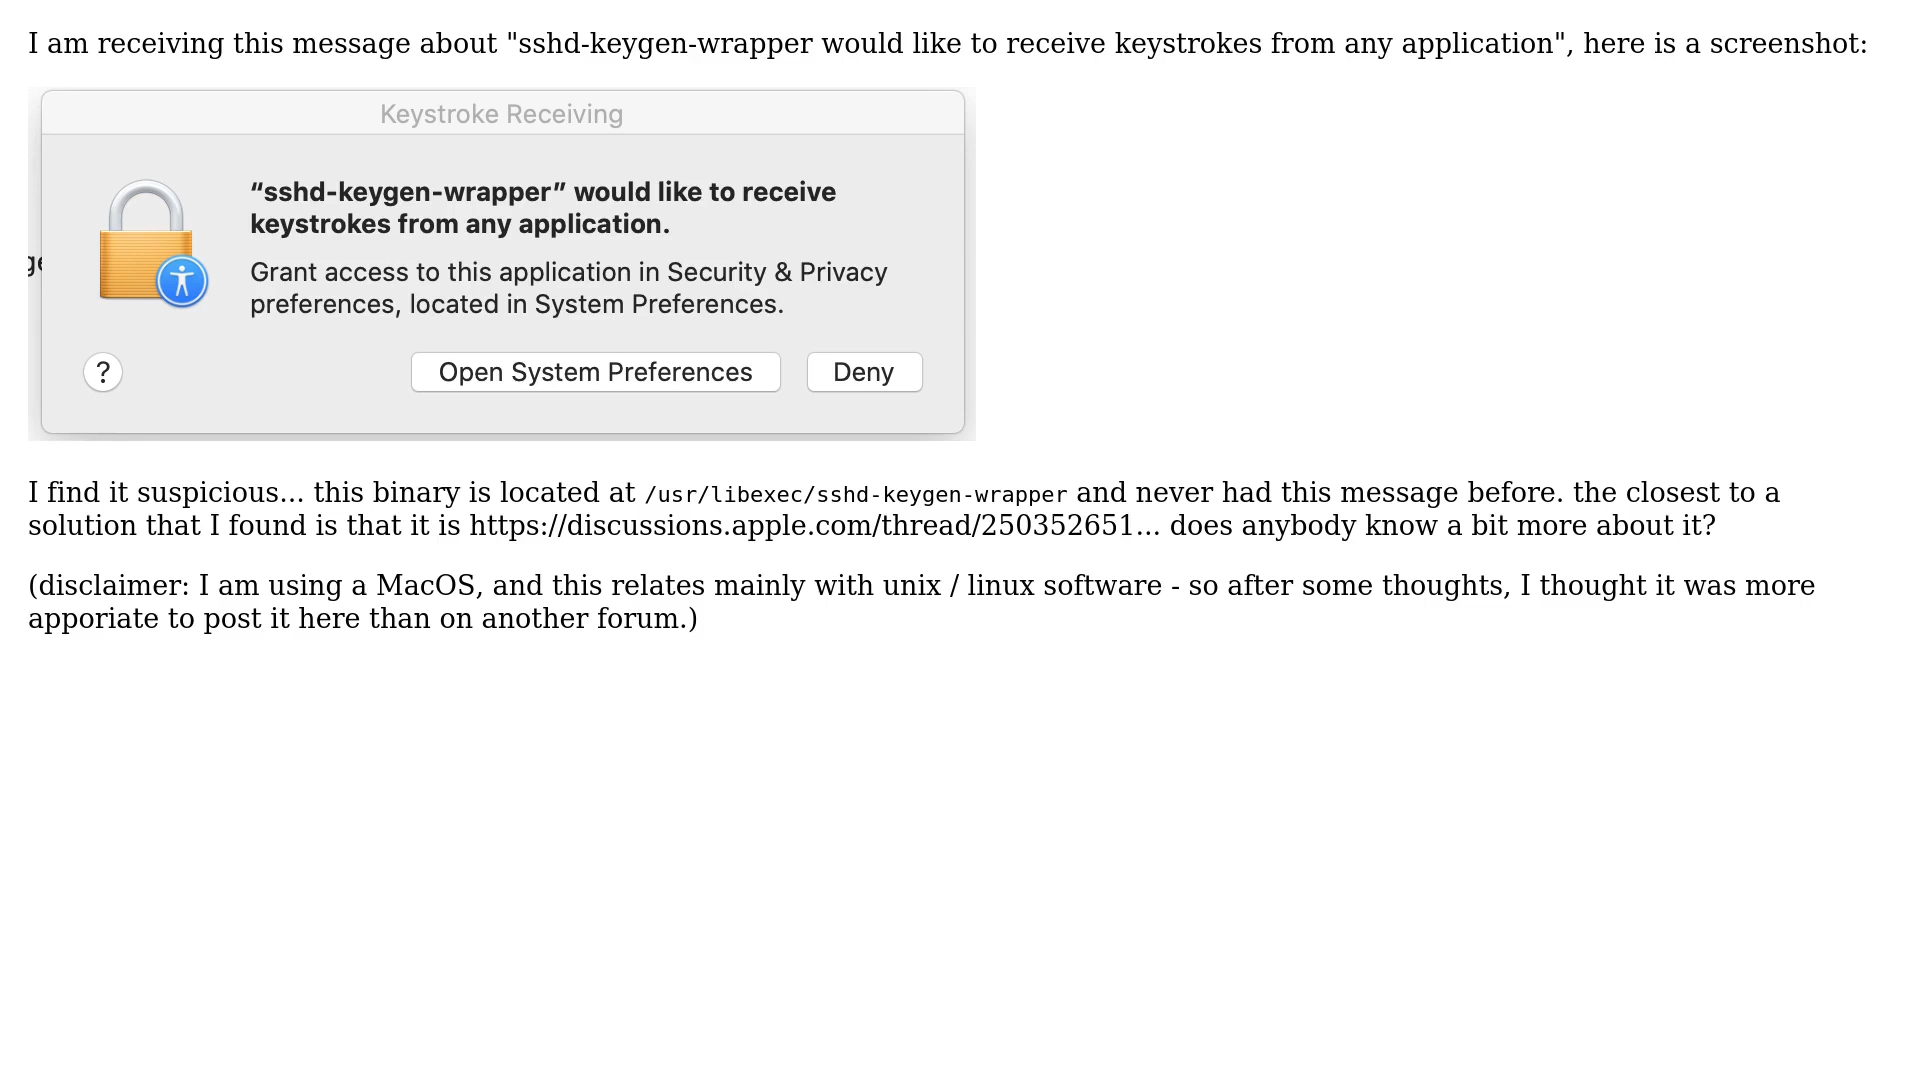 I am receiving this message about "sshd-keygen-wrapper would like to receive keystrokes from any application", here is a screenshot:
Keystroke Receiving
“sshd-keygen-wrapper” would like to receive
keystrokes from any application.
ge
Grant access to this application in Security & Privacy
preferences, located in System Preferences.
?
Open System Preferences
Deny
I find it suspicious... this binary is located at /usr/libexec/sshd-keygen-wrapper and never had this message before. the closest to a
solution that I found is that it is https://discussions.apple.com/thread/250352651... does anybody know a bit more about it?
(disclaimer: I am using a MacOS, and this relates mainly with unix / linux software - so after some thoughts, I thought it was more
apporiate to post it here than on another forum.)